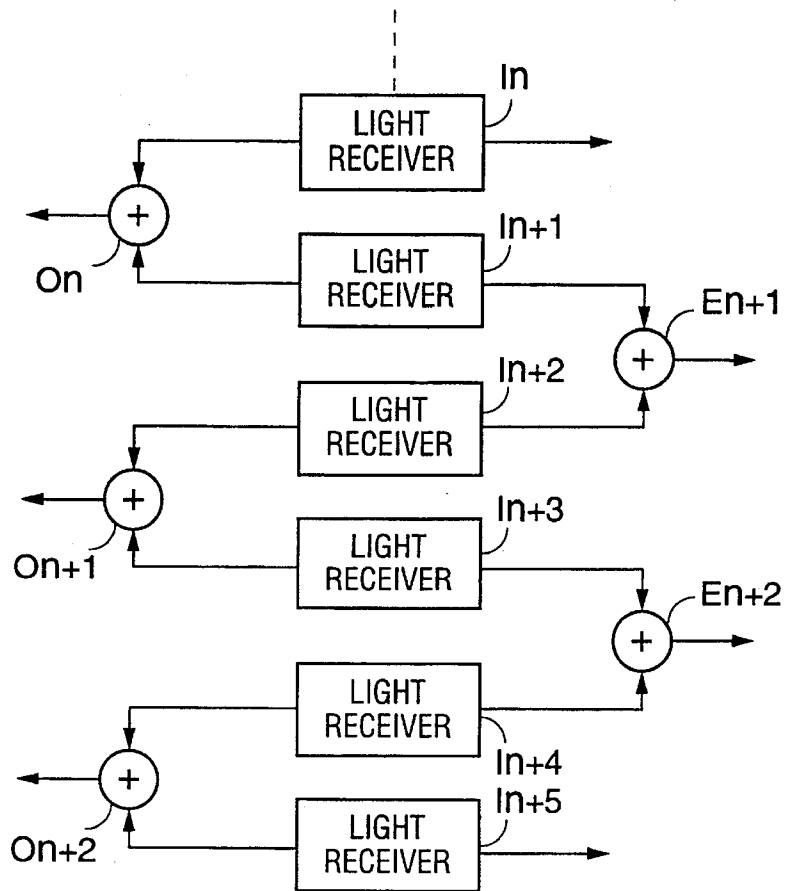 In
LIGHT
RECEIVER
+
On
In+1
LIGHT
RECEIVER
En+1
+
In+2
LIGHT
RECEIVER
+
On+1
In+3
LIGHT
RECEIVER
En+2
+
LIGHT
RECEIVER
In+4
+
On+2
In+5
LIGHT
RECEIVER